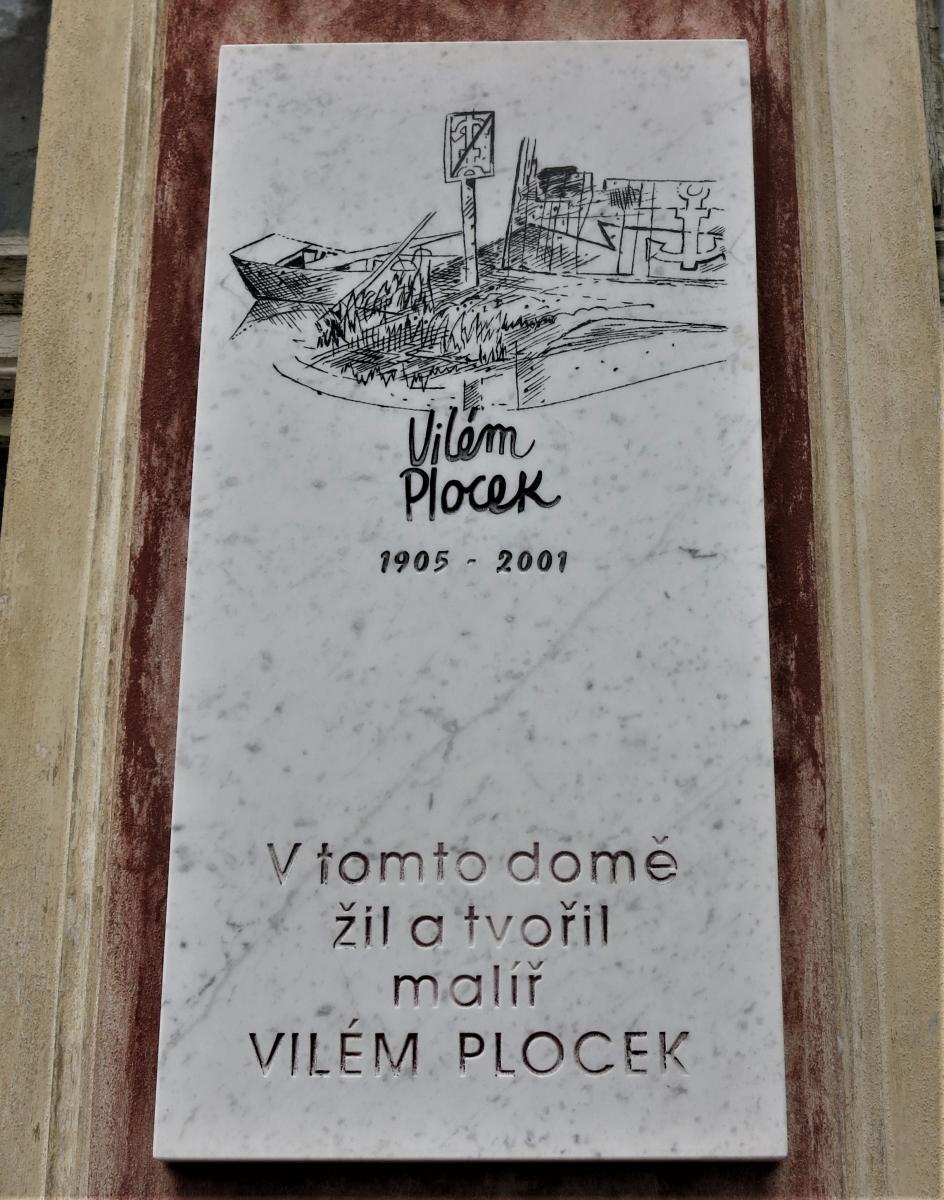 Vilém
Plocek
1905 - 2001
V tomto domě
žil a tvořil
malíř
VILÉM PLOCEK